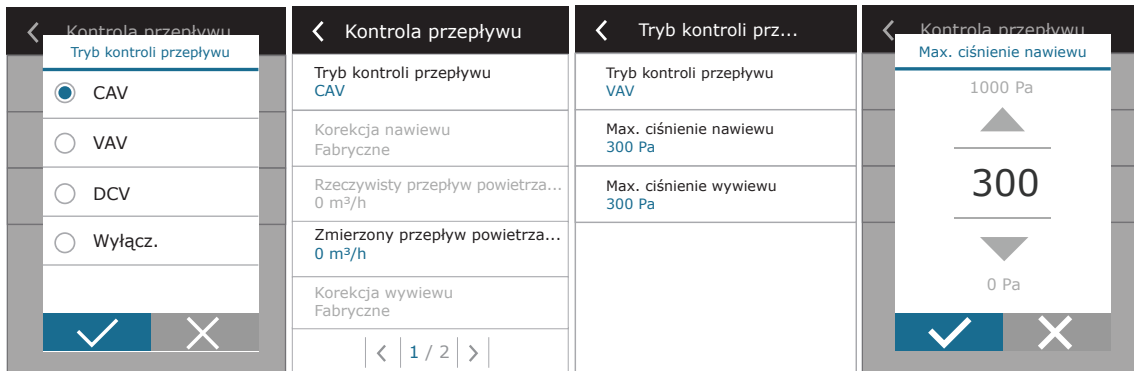 Kontrola przepływu
Tryb kontroli przepływu
CAV
VAV
DCV
Wyłącz.
Kontrola przepływu
Tryb kontroli przepływu
CAV
Korekcja nawiewu
Fabryczne
Rzeczywisty przepływ powietrza...
0 m³/h
Zmierzony przepływ powietrza...
0 m³/h
Korekcja wywiewu
Fabryczne
1 / 2
Tryb kontroli prz...
Tryb kontroli przepływu
VAV
Max. ciśnienie nawiewu
300 Pa
Max. ciśnienie wywiewu
300 Pa
Kontrola przepływu
Max. ciśnienie nawiewu
1000 Pa
300
0 Pa